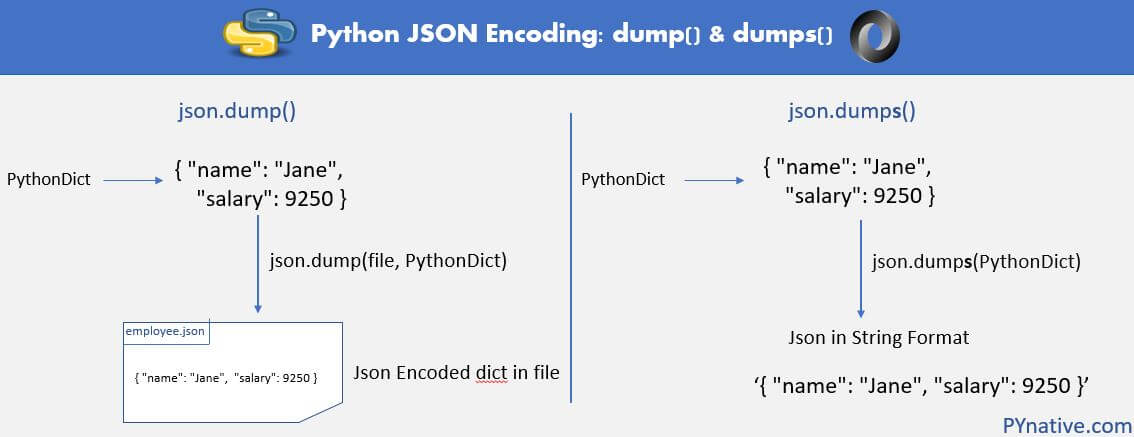 Python JSON Encoding: dump() & dumps()
json.dump()
PythonDict
{ "name": "Jane",
"salary": 9250 }
json.dump(file, PythonDict)
employee.json
{ "name": "Jane", "salary": 9250 }
Json Encoded dict in file
json.dumps()
PythonDict
{ "name": "Jane",
"salary": 9250 }
json.dumps(PythonDict)
Json in String Format
‘{ "name": "Jane", "salary": 9250 }’
PYnative.com